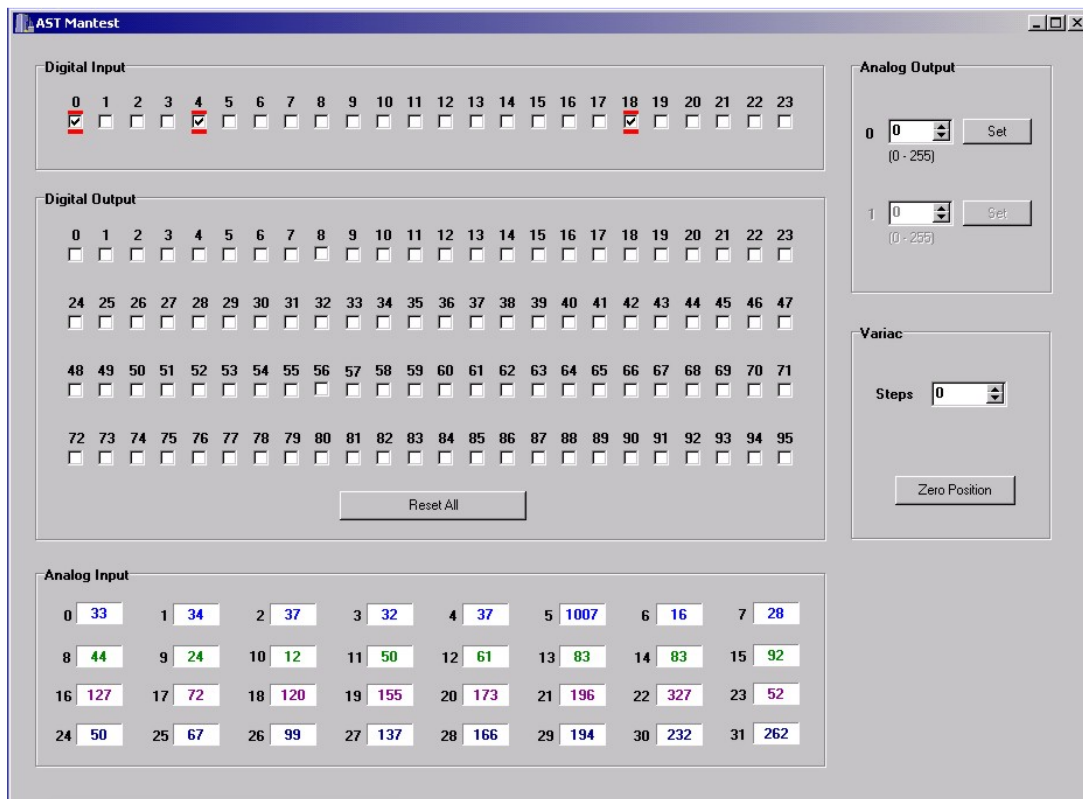 AST Mantest
Digital Input
0 1 2 3 4 5 6 7 8 9 10 11 12 13 14 15 16 17 18 19 20 21 22 23
Digital Output
0 1 2 3 4 5 6 7 8 9 10 11 12 13 14 15 16 17 18 19 20 21 22 23
24 25 26 27 28 29 30 31 32 33 34 35 36 37 38 39 40 41 42 43 44 45 46 47
48 49 50 51 52 53 54 55 56 57 58 59 60 61 62 63 64 65 66 67 68 69 70 71
72 73 74 75 76 77 78 79 80 81 82 83 84 85 86 87 88 89 90 91 92 93 94 95
Reset All
Analog Input
0 33 1 34 2 37 3 32 4 37 5 1007 6 16 7 28
8 44 9 24 10 12 11 50 12 61 13 83 14 83 15 92
16 127 17 72 18 120 19 155 20 173 21 196 22 327 23 52
24 50 25 67 26 99 27 137 28 166 29 194 30 232 31 262
Analog Output
0 0 Set
(0 - 255)
1 0 Set
(0 - 255)
Variac
Steps 0
Zero Position